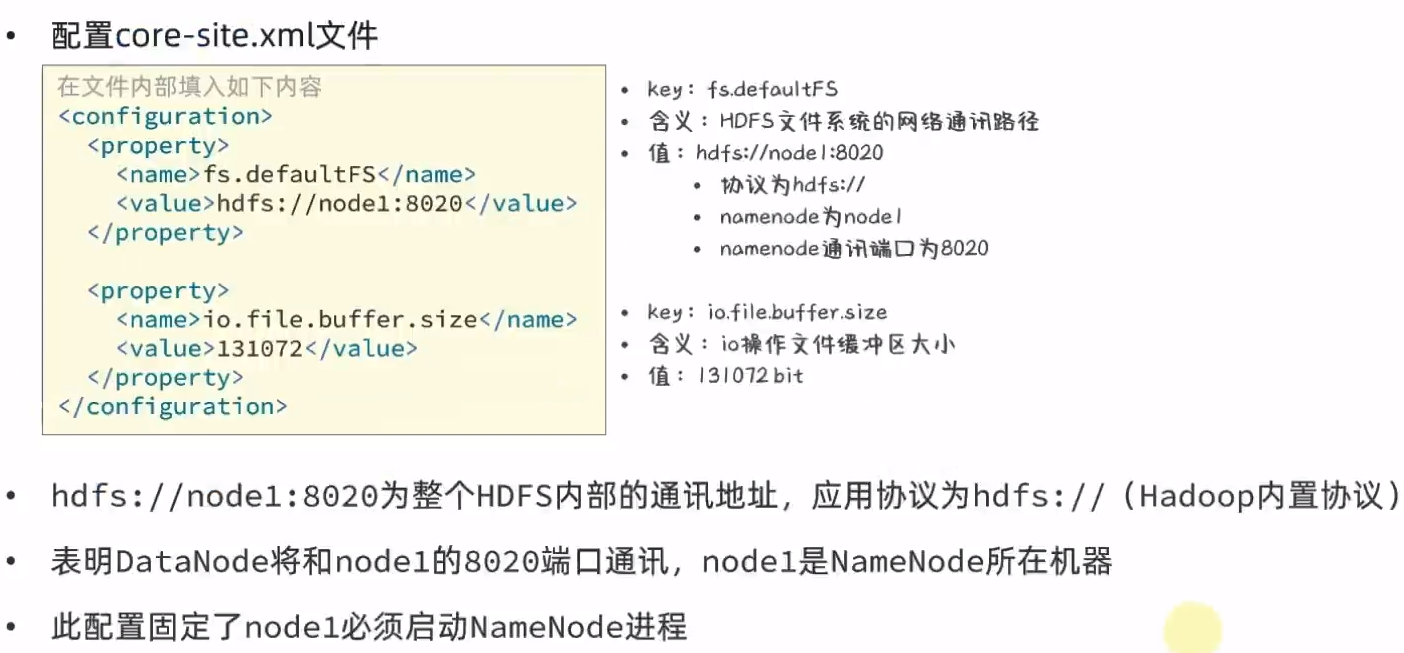 • 配置core-site.xml文件
在文件内部填入如下内容
<configuration>
  <property>
    <name>fs.defaultFS</name>
    <value>hdfs://node1:8020</value>
  </property>

  <property>
    <name>io.file.buffer.size</name>
    <value>131072</value>
  </property>
</configuration>
• key：fs.defaultFS
• 含义：HDFS文件系统的网络通讯路径
• 值：hdfs://node1:8020
• 协议为hdfs://
• namenode为node1
• namenode通讯端口为8020
• key：io.file.buffer.size
• 含义：io操作文件缓冲区大小
• 值：131072 bit
• hdfs://node1:8020为整个HDFS内部的通讯地址，应用协议为hdfs://（Hadoop内置协议）
• 表明DataNode将和node1的8020端口通讯，node1是NameNode所在机器
• 此配置固定了node1必须启动NameNode进程